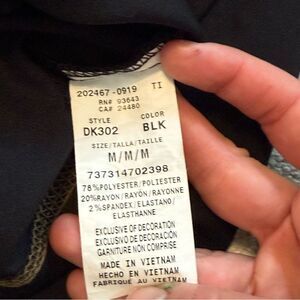 202467-0919 TI
RN# 93643
CA# 24480
STYLE COLOR
DK302 BLK
SIZE/TALLA/TAILLE
M/M/M
737314702398
78%POLYESTER/POLIESTER
20%RAYON/RAYON/RAYONNE
2%SPANDEX/ELASTANO/
ELASTHANNE
EXCLUSIVE OF DECORATION
EXCLUSIVO DE DECORACIÓN
GARNITURE NON COMPRISE
MADE IN VIETNAM
HECHO EN VIETNAM
FABRIQUÉ AU VIETNAM